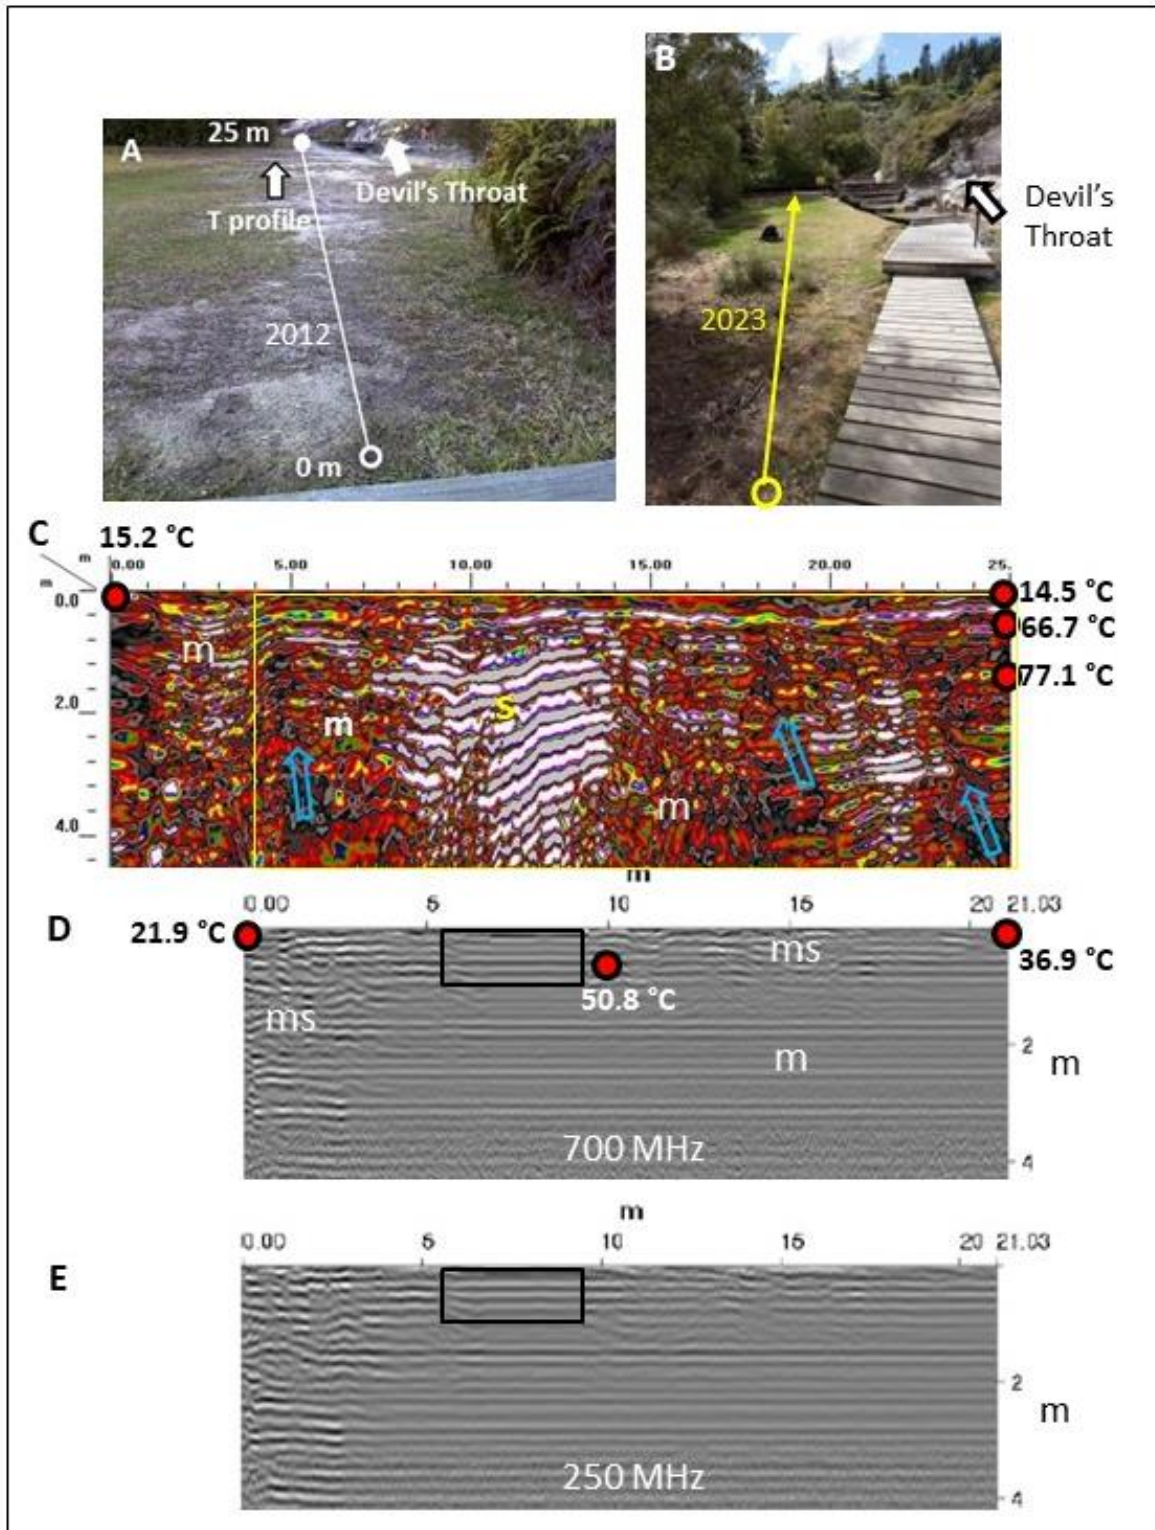 A
25 m
Devil's Throat
T profile
2012
0 m
B
2023
Devil's
Throat
C
15.2 °C
m
0.00 5.00 10.00 15.00 20.00 25.
m
0.0
14.5 °C
66.7 °C
m
77.1 °C
2.0
s
m
m
4.0
m
D
0.00 5 10 15 20 21.03
21.9 °C
ms
36.9 °C
50.8 °C
ms
2
m
m
700 MHz
4
m
0.00 5 10 15 20 21.03
E
2
m
250 MHz
4